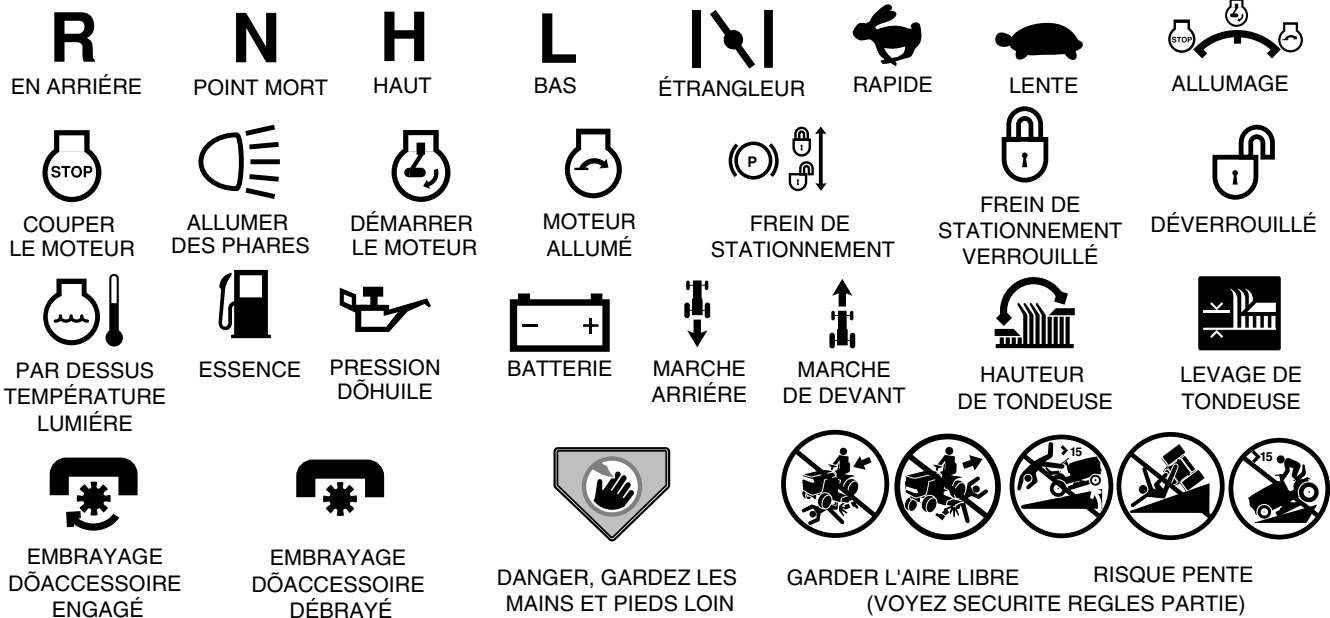 R N H L
EN ARRIÉRE POINT MORT HAUT BAS ÉTRANGLEUR RAPIDE LENTE ALLUMAGE
STOP
STOP
P
COUPER
LE MOTEUR
ALLUMER
DES PHARES
DÉMARRER
LE MOTEUR
MOTEUR
ALLUMÉ
FREIN DE
STATIONNEMENT
FREIN DE
STATIONNEMENT
VERROUILLÉ
DÉVERROUILLÉ
PAR DESSUS
TEMPÉRATURE
LUMIÉRE
ESSENCE
PRESSION
DÕHUILE
- +
BATTERIE
MARCHE
ARRIÉRE
MARCHE
DE DEVANT
HAUTEUR
DE TONDEUSE
LEVAGE DE
TONDEUSE
EMBRAYAGE
DÕACCESSOIRE
ENGAGÉ
EMBRAYAGE
DÕACCESSOIRE
DÉBRAYÉ
DANGER, GARDEZ LES
MAINS ET PIEDS LOIN
>15
>15
GARDER L'AIRE LIBRE RISQUE PENTE
(VOYEZ SECURITE REGLES PARTIE)